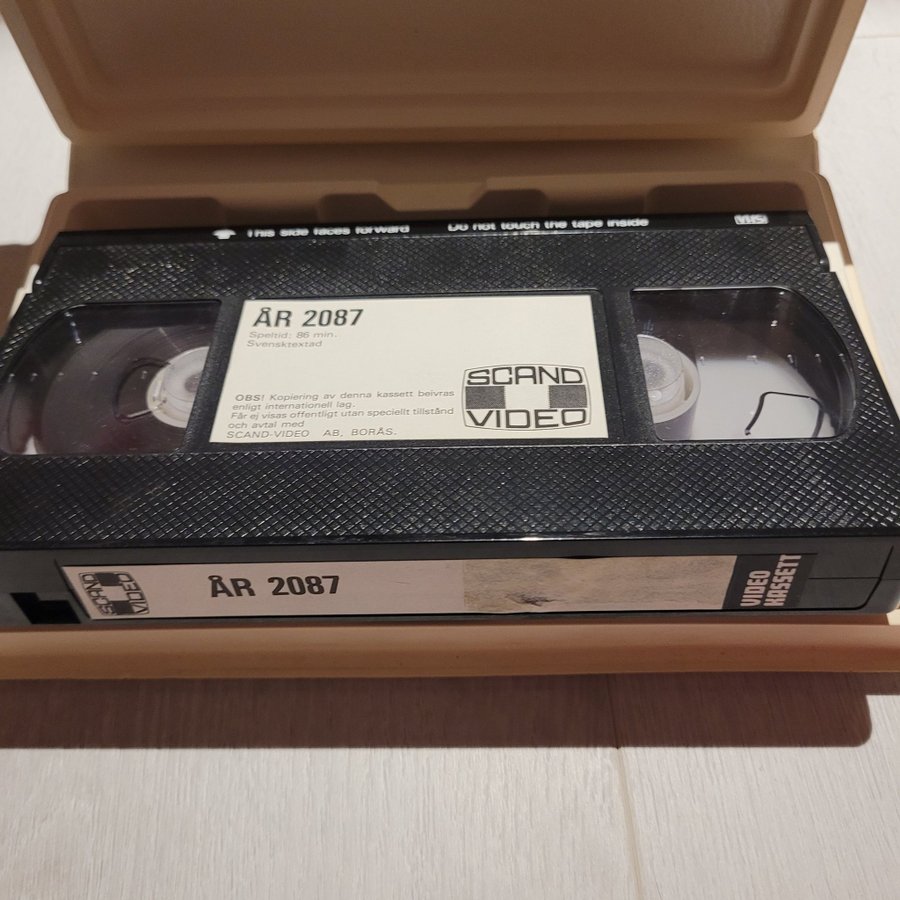 This side faces forward Do not touch the tape inside VHS
ÅR 2087
Speltid: 86 min.
Svensktextad
OBS! Kopiering av denna kassett beivras
enligt internationell lag.
Får ej visas offentligt utan speciellt tillstånd
och avtal med
SCAND-VIDEO AB, BORÅS.
SCAND
VIDEO
SCAND
VIDEO
ÅR 2087
VIDEO
KASSETT